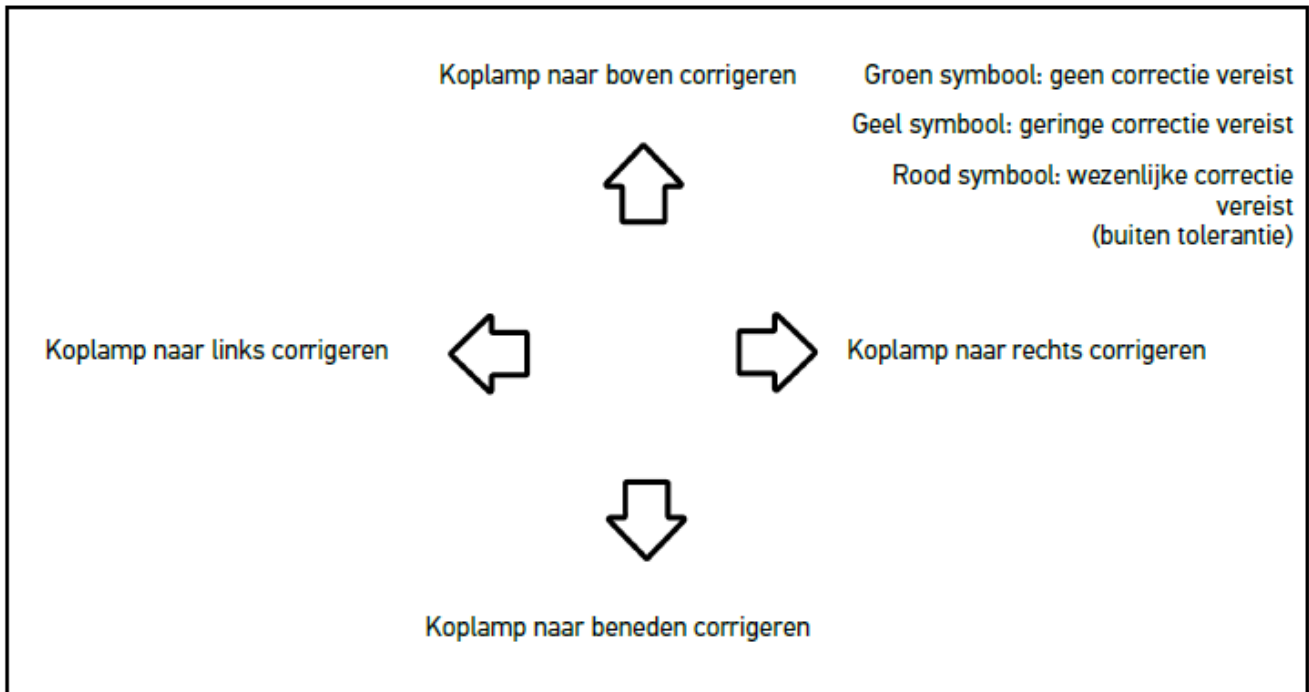 Koplamp naar boven corrigeren
Groen symbool: geen correctie vereist
Geel symbool: geringe correctie vereist
Rood symbool: wezenlijke correctie
vereist
(buiten tolerantie)
Koplamp naar links corrigeren
Koplamp naar rechts corrigeren
Koplamp naar beneden corrigeren